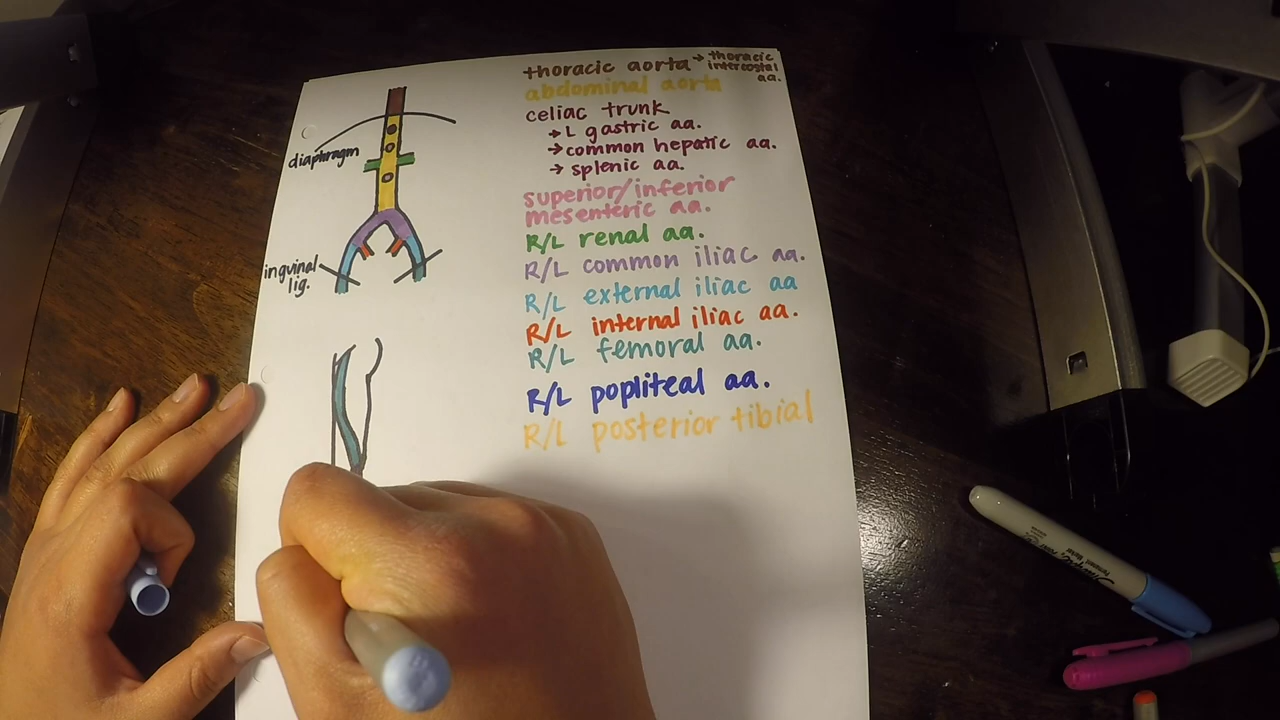 thoracic aorta → thoracic
intercostal
aa.
abdominal aorta
celiac trunk
→ L gastric aa.
→ common hepatic aa.
→ splenic aa.
superior/inferior
mesenteric aa.
R/L renal aa.
R/L common iliac aa.
R/L external iliac aa
R/L internal iliac aa.
R/L femoral aa.
R/L popliteal aa.
R/L posterior tibial
diaphragm
inguinal
lig.